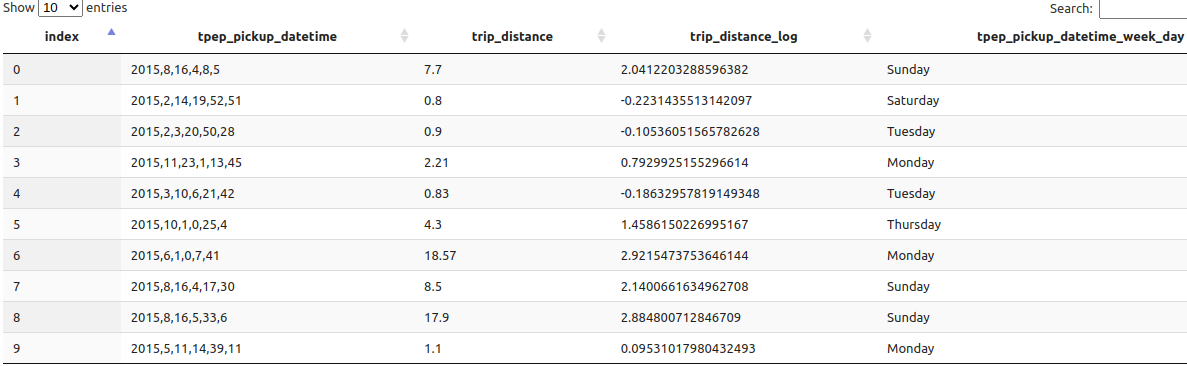 Show 10 entries Search:
index tpep_pickup_datetime trip_distance trip_distance_log tpep_pickup_datetime_week_day
0 2015,8,16,4,8,5 7.7 2.0412203288596382 Sunday
1 2015,2,14,19,52,51 0.8 -0.2231435513142097 Saturday
2 2015,2,3,20,50,28 0.9 -0.10536051565782628 Tuesday
3 2015,11,23,1,13,45 2.21 0.7929925155296614 Monday
4 2015,3,10,6,21,42 0.83 -0.18632957819149348 Tuesday
5 2015,10,1,0,25,4 4.3 1.4586150226995167 Thursday
6 2015,6,1,0,7,41 18.57 2.9215473753646144 Monday
7 2015,8,16,4,17,30 8.5 2.1400661634962708 Sunday
8 2015,8,16,5,33,6 17.9 2.884800712846709 Sunday
9 2015,5,11,14,39,11 1.1 0.09531017980432493 Monday